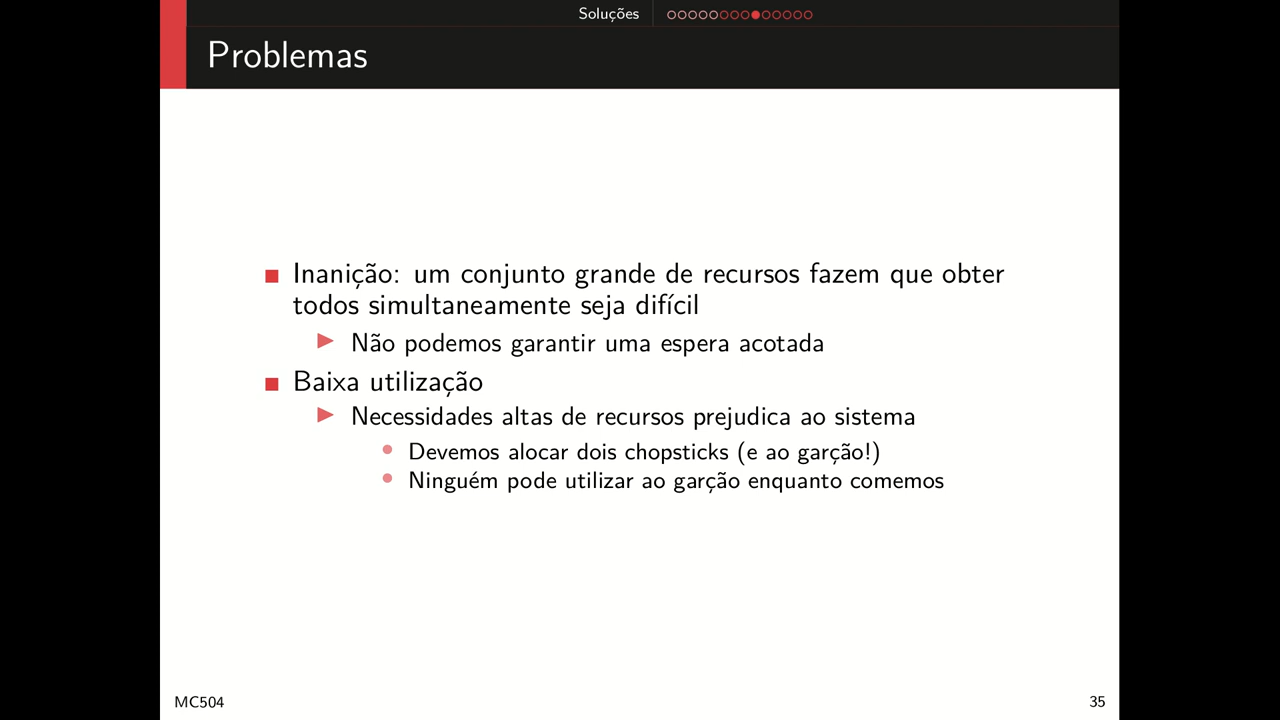 Soluções
Problemas
Inanição: um conjunto grande de recursos fazem que obter
todos simultaneamente seja difícil
Não podemos garantir uma espera acotada
Baixa utilização
Necessidades altas de recursos prejudica ao sistema
Devemos alocar dois chopsticks (e ao garção!)
Ninguém pode utilizar ao garção enquanto comemos
MC504
35